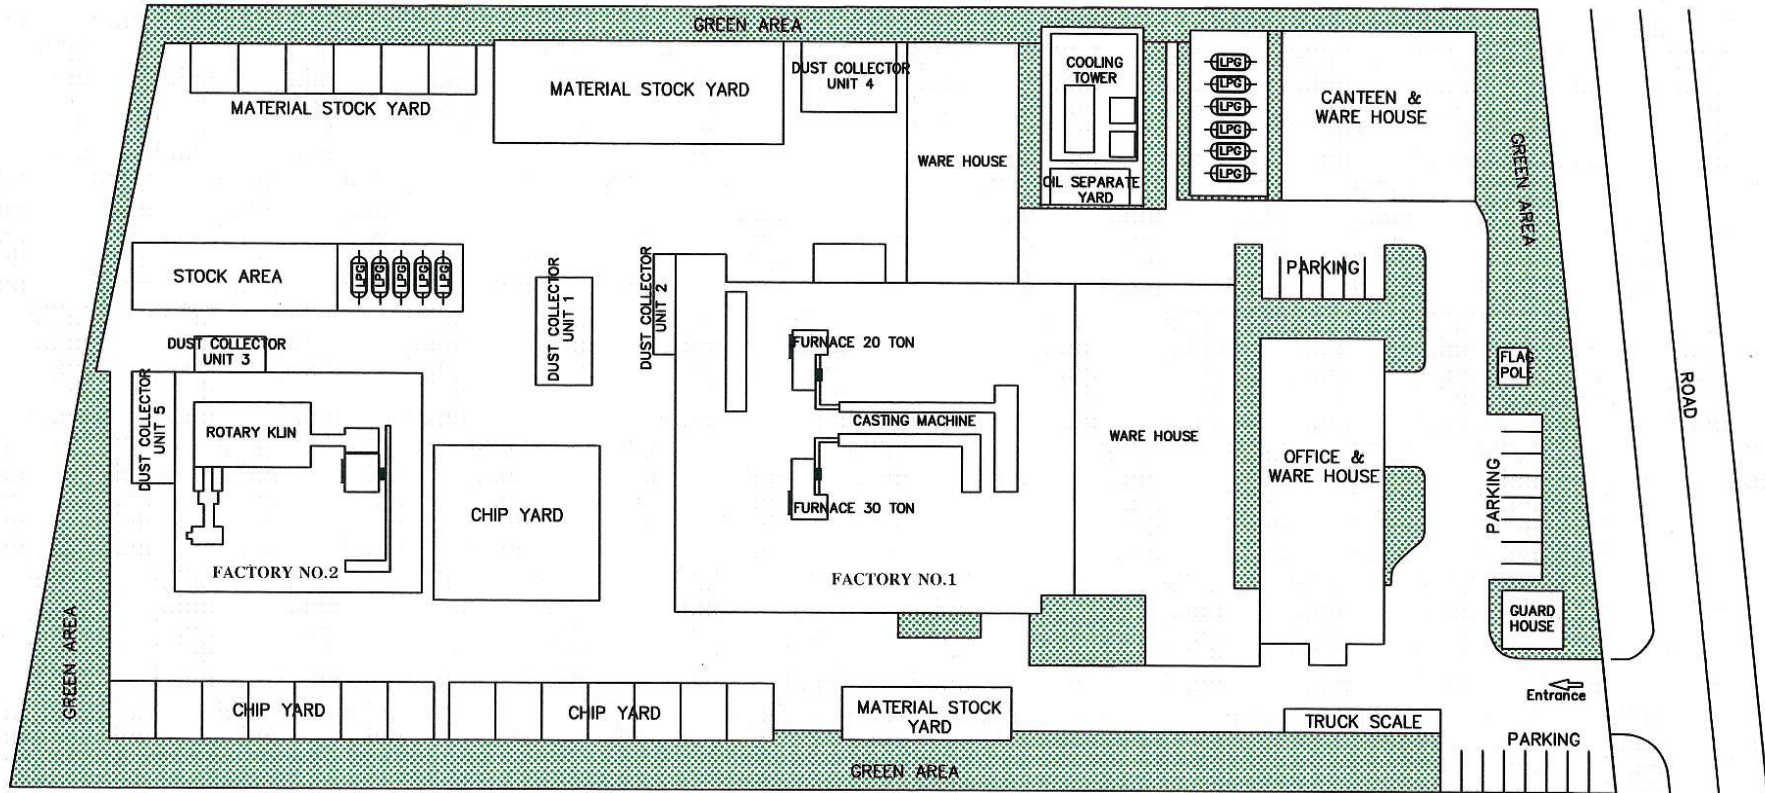 GREEN AREA
MATERIAL STOCK YARD
MATERIAL STOCK YARD
DUST COLLECTOR
UNIT 4
WARE HOUSE
COOLING
TOWER
OIL SEPARATE
YARD
LPG
LPG
LPG
LPG
LPG
LPG
CANTEEN &
WARE HOUSE
GREEN AREA
STOCK AREA
LPG
LPG
LPG
LPG
LPG
DUST COLLECTOR
UNIT 1
DUST COLLECTOR
UNIT 2
PARKING
DUST COLLECTOR
UNIT 3
DUST COLLECTOR
UNIT 5
ROTARY KLIN
FACTORY NO.2
CHIP YARD
FURNACE 20 TON
CASTING MACHINE
FURNACE 30 TON
FACTORY NO.1
WARE HOUSE
OFFICE &
WARE HOUSE
FLAG
POLE
PARKING
ROAD
GUARD
HOUSE
GREEN AREA
CHIP YARD
CHIP YARD
MATERIAL STOCK
YARD
Entrance
TRUCK SCALE
PARKING
GREEN AREA